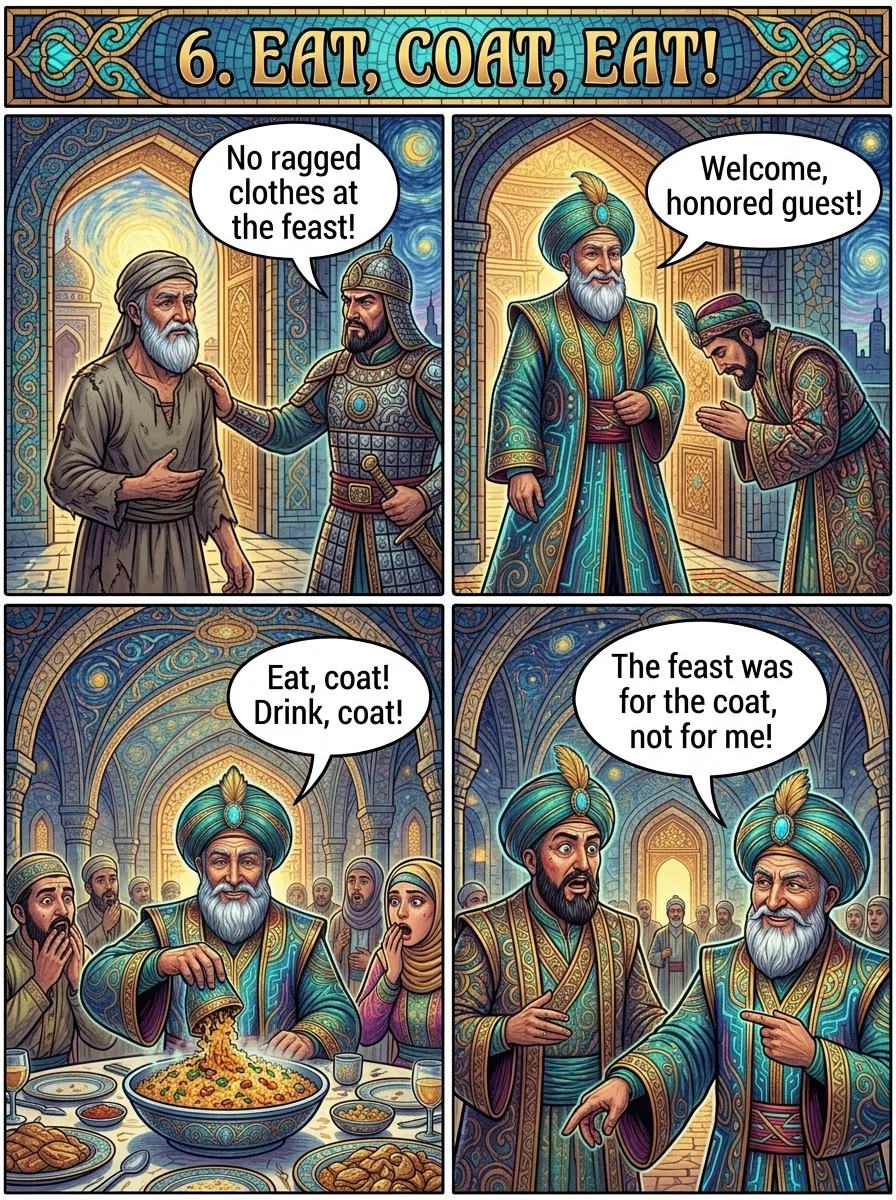 6. EAT, COAT, EAT!
No ragged
clothes at
the feast!
Welcome,
honored guest!
Eat, coat!
Drink, coat!
The feast was
for the coat,
not for me!